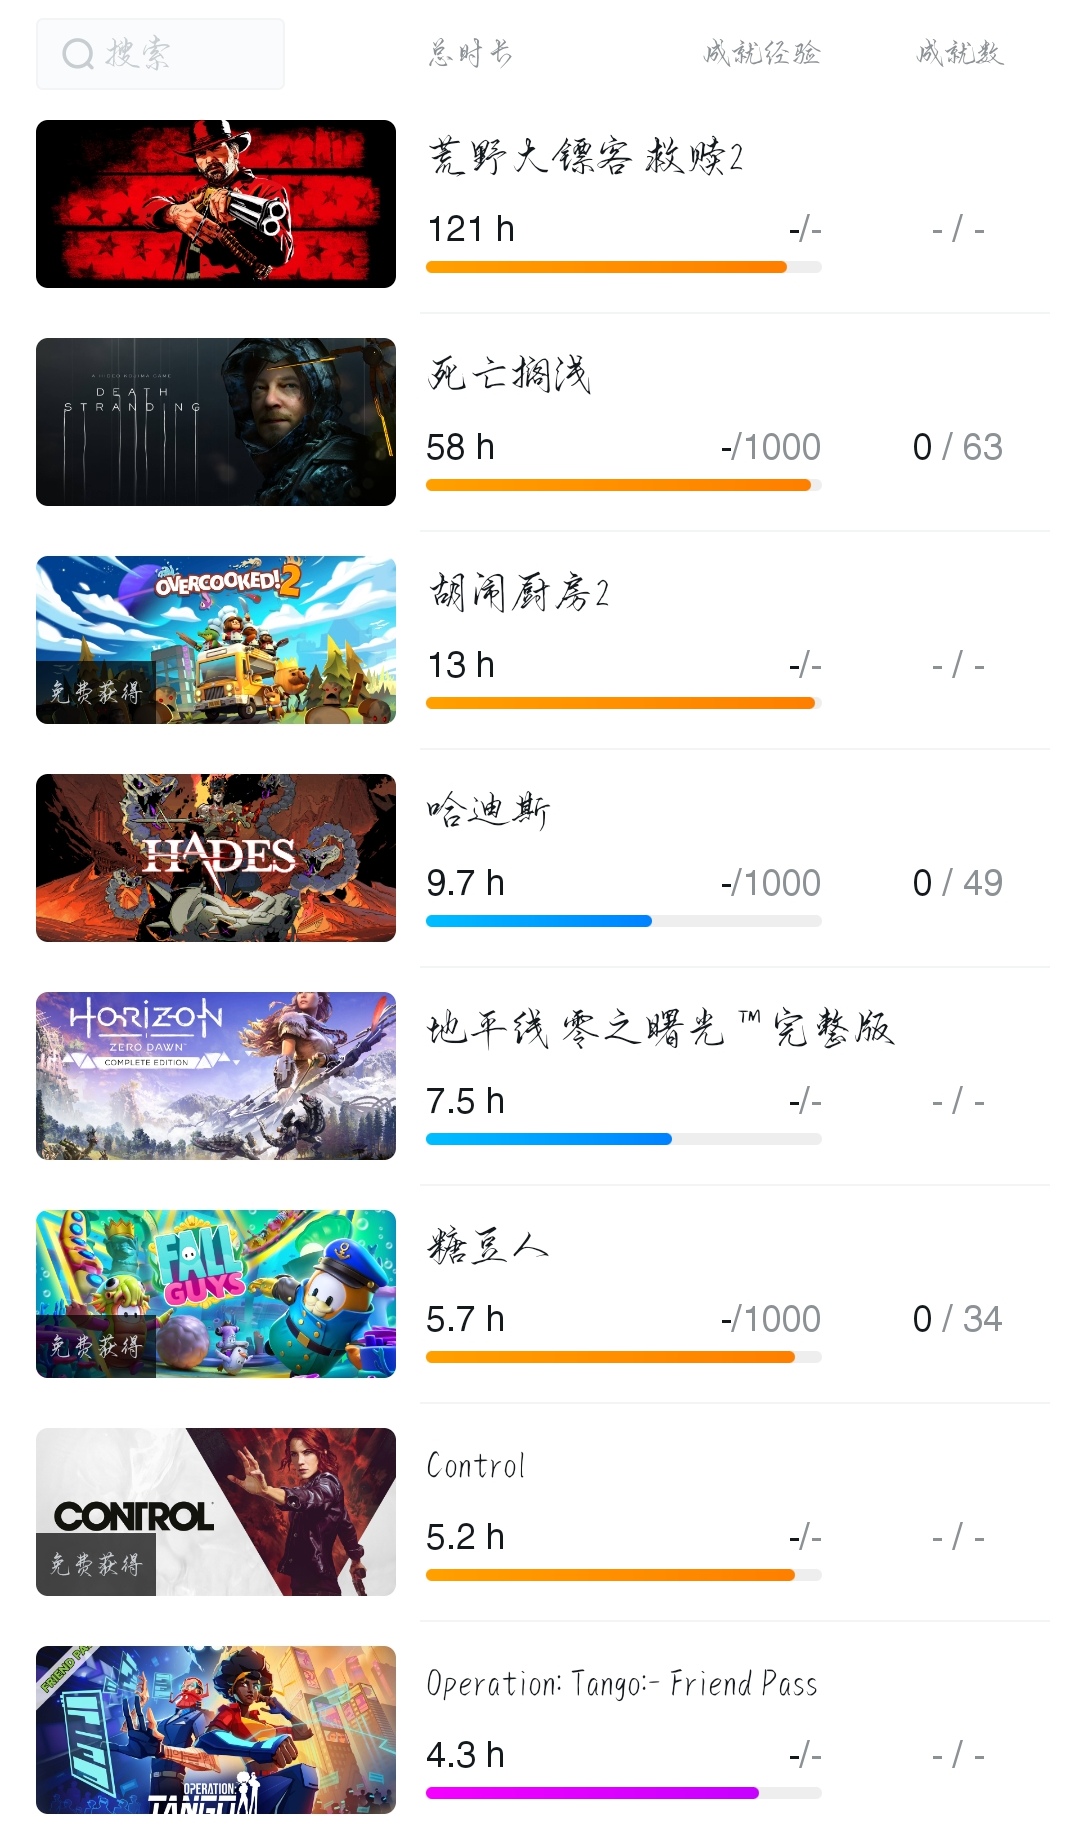 搜索
总时长 成就经验 成就数
荒野大镖客 救赎2
121 h -/- - / -
A HIDEO KOJIMA GAME
DEATH
STRANDING
死亡搁浅
58 h -/1000 0 / 63
OVERCOOKED! 2
免费获得
胡闹厨房2
13 h -/- - / -
HADES
哈迪斯
9.7 h -/1000 0 / 49
HORIZON
ZERO DAWN™
COMPLETE EDITION
地平线 零之曙光™完整版
7.5 h -/- - / -
FALL
GUYS
免费获得
糖豆人
5.7 h -/1000 0 / 34
CONTROL
免费获得
Control
5.2 h -/- - / -
OPERATION:
TANGO
Operation: Tango:- Friend Pass
4.3 h -/- - / -